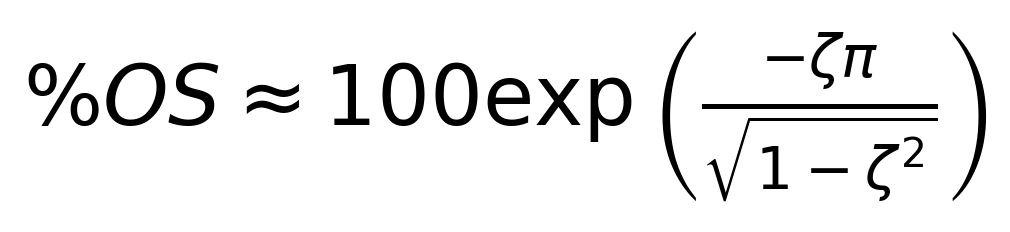 %OS ≈ 100exp(-ζπ / √(1 - ζ²))